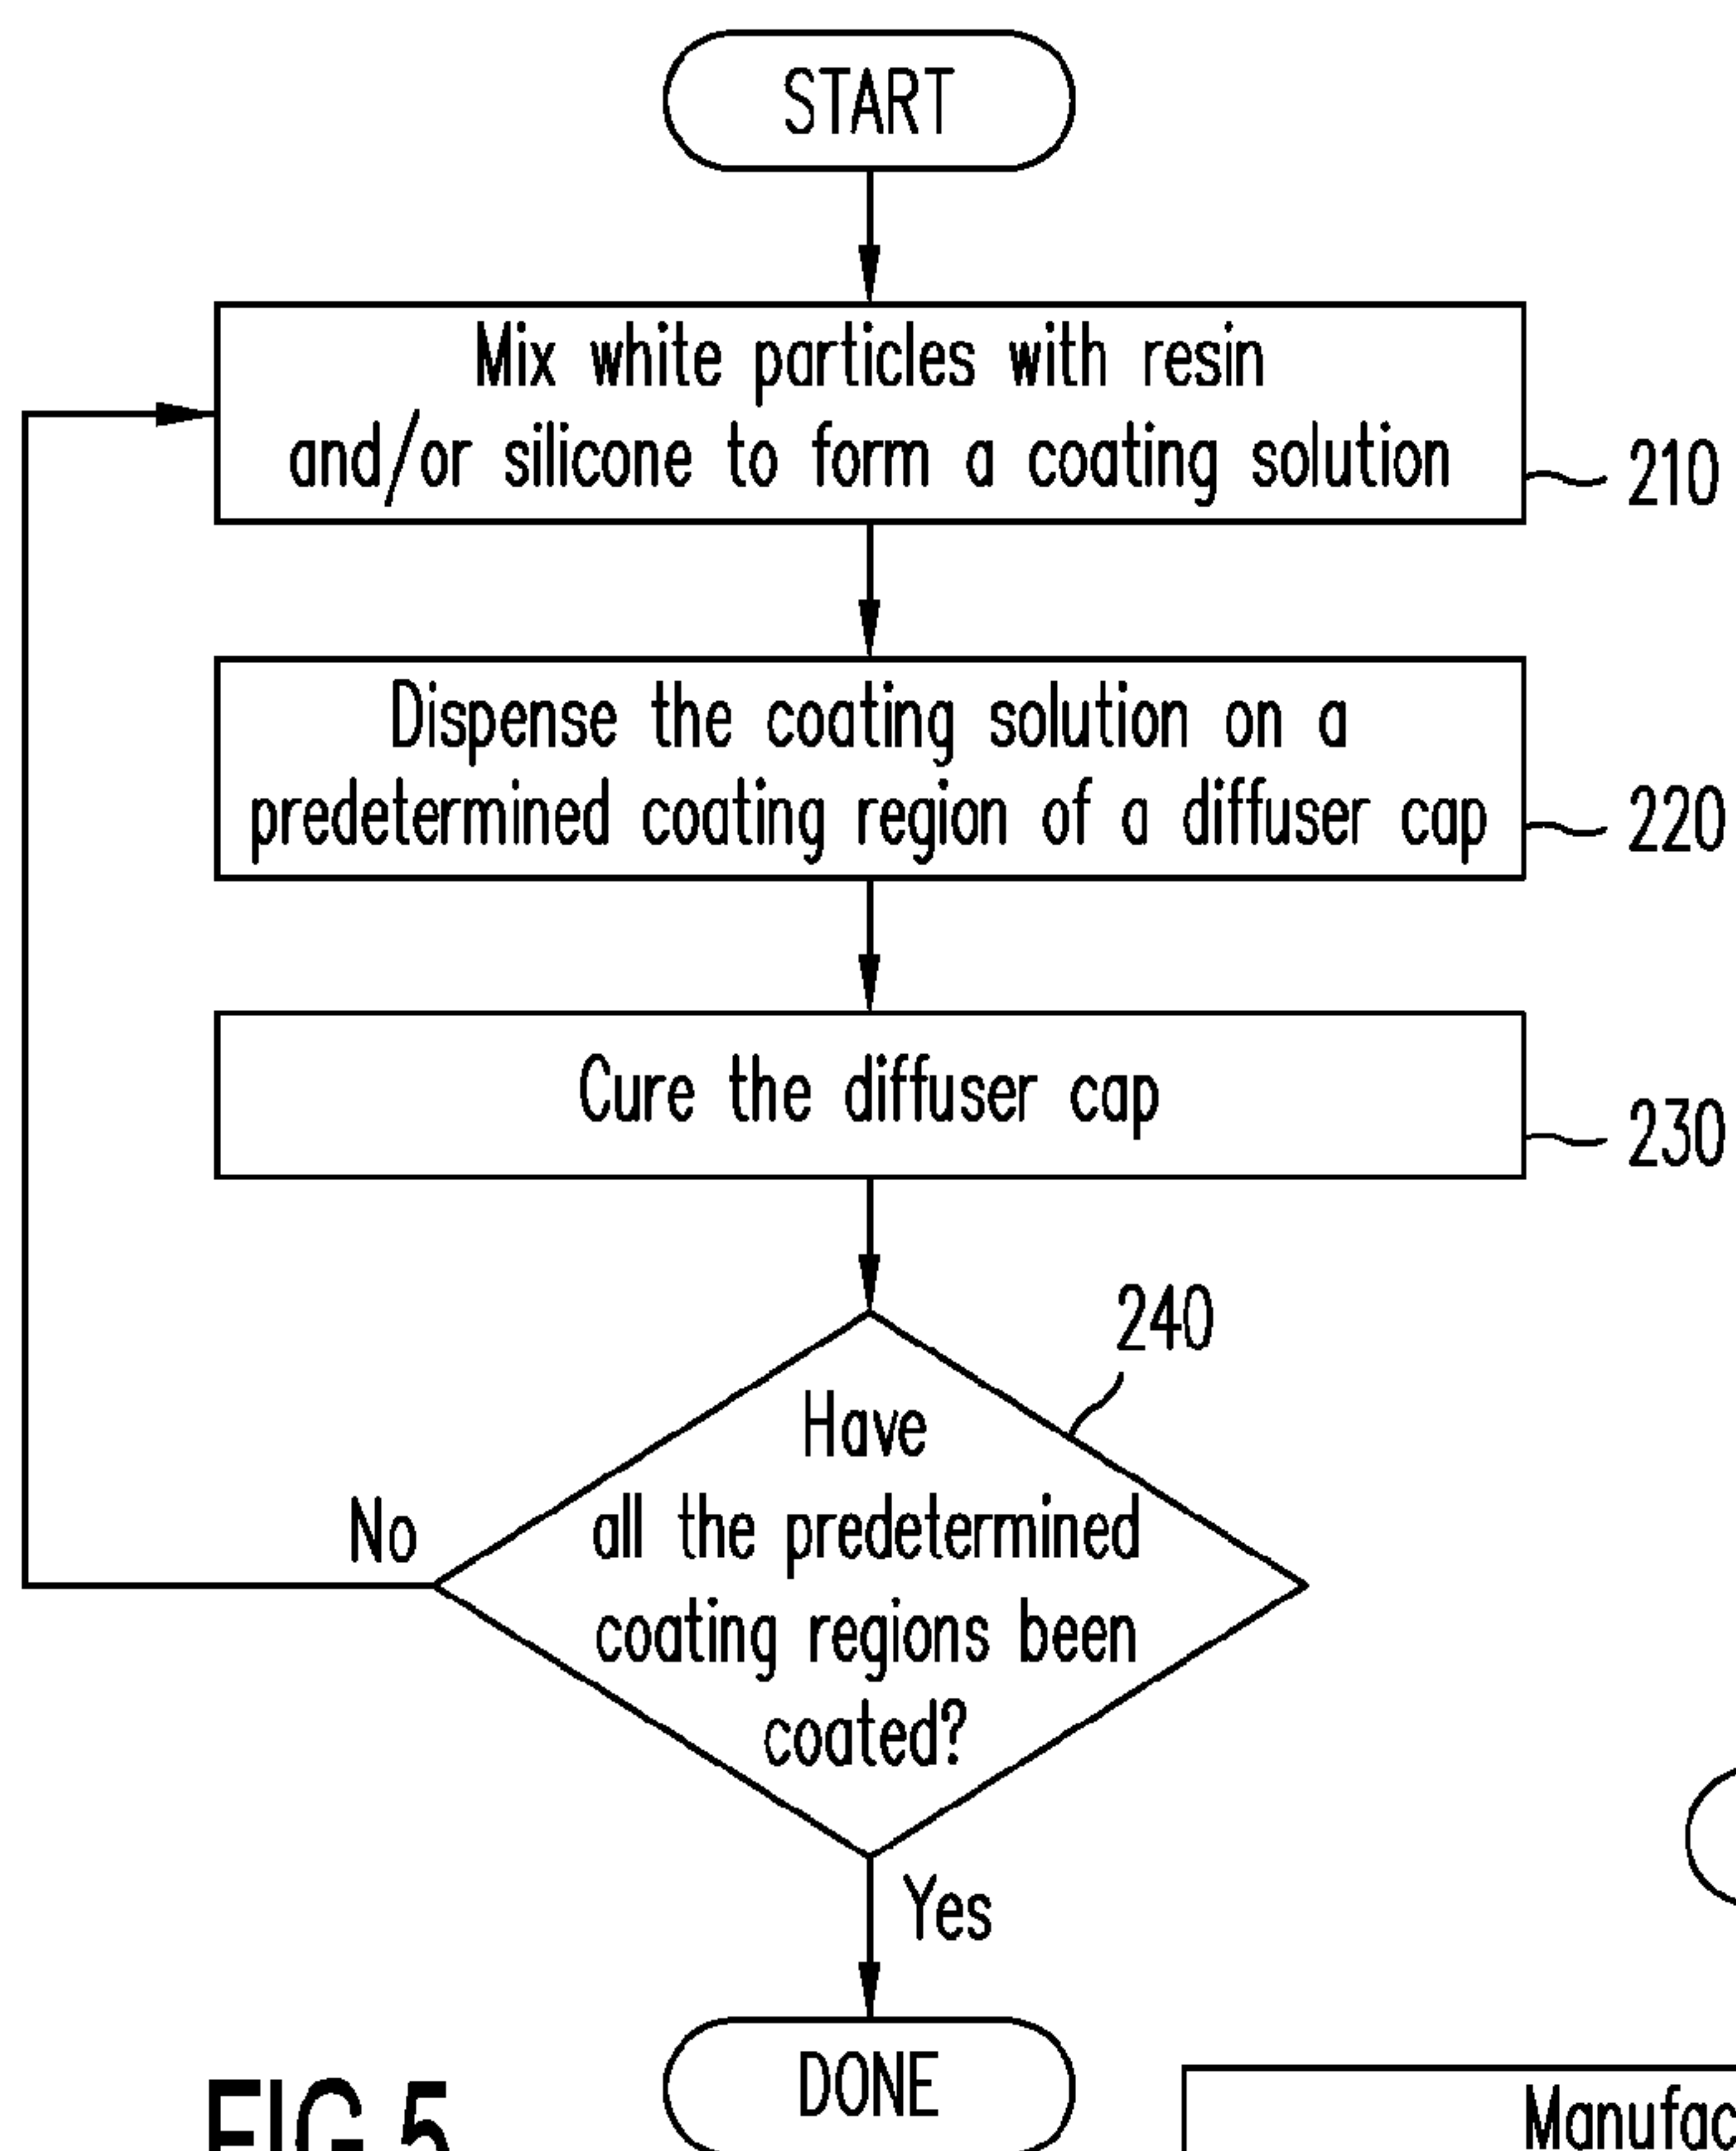 START
Mix white particles with resin
and/or silicone to form a coating solution
210
Dispense the coating solution on a
predetermined coating region of a diffuser cap
220
Cure the diffuser cap
230
240
Have
all the predetermined
coating regions been
coated?
No
Yes
DONE
FIG.5